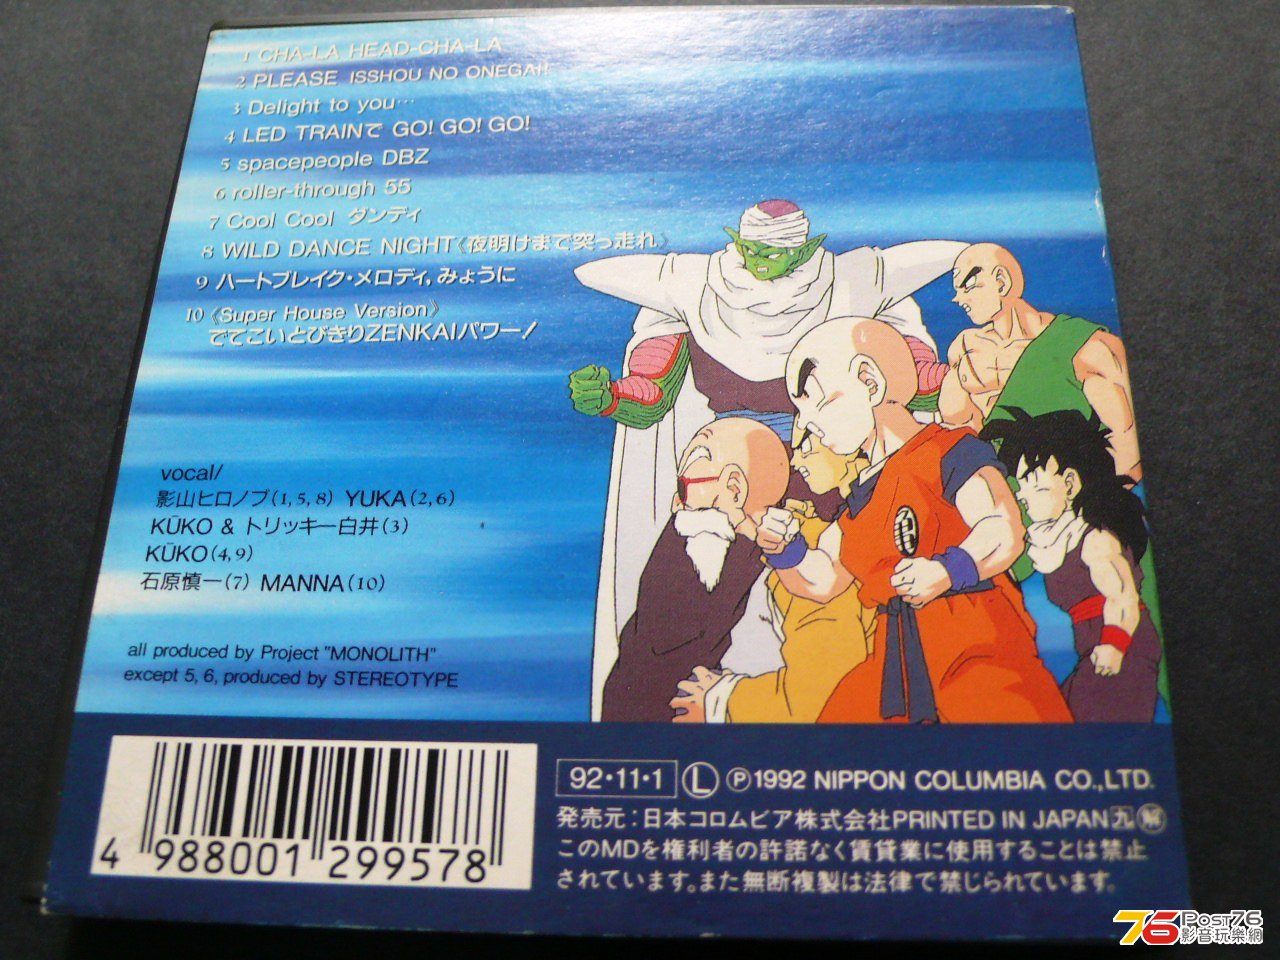 1 CHA-LA HEAD-CHA-LA
2 PLEASE ISSHOU NO ONEGAI!
3 Delight to you…
4 LED TRAINで GO! GO! GO!
5 spacepeople DBZ
6 roller-through 55
7 Cool Cool ダンディ
8 WILD DANCE NIGHT《夜明けまで突っ走れ》
9 ハートブレイク・メロディ,みょうに
10《Super House Version》
でてこいとびきりZENKAIパワー!
vocal/
影山ヒロノブ(1, 5, 8) YUKA(2, 6)
KŪKO & トリッキー白井(3)
KŪKO(4, 9)
石原慎一(7) MANNA(10)
all produced by Project "MONOLITH"
except 5, 6, produced by STEREOTYPE
亀
4 988001 299578
92・11・1 Ⓛ Ⓟ1992 NIPPON COLUMBIA CO.,LTD.
発売元:日本コロムビア株式会社PRINTED IN JAPAN 九 解
このMDを権利者の許諾なく賃貸業に使用することは禁止
されています。また無断複製は法律で禁じられています。
76 Post76
影音玩樂網